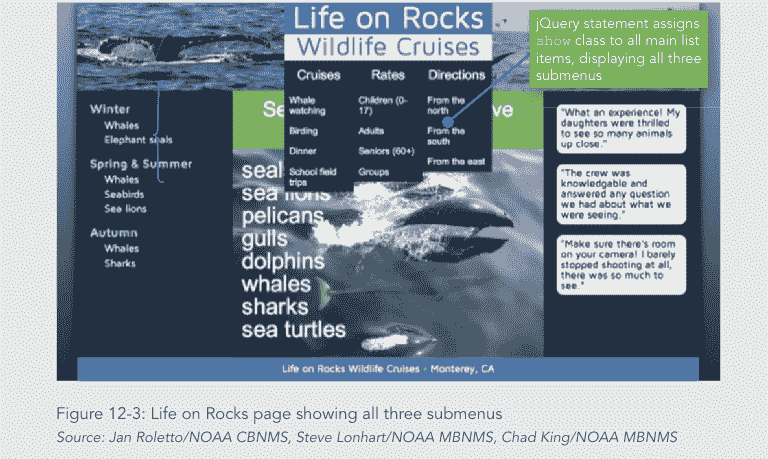 Life on Rocks
Wildlife Cruises
jQuery statement assigns
show class to all main list
items, displaying all three
submenus
Cruises
Rates
Directions
Whale
watching
Birding
Dinner
School field
trips
Children (0-
17)
Adults
Seniors (60+)
Groups
From the
north
From the
south
From the east
Winter
Whales
Elephant seals
Spring & Summer
Whales
Seabirds
Sea lions
Autumn
Whales
Sharks
Se
ve
seal
sea lions
pelicans
gulls
dolphins
whales
sharks
sea turtles
"What an experience! My
daughters were thrilled
to see so many animals
up close."
"The crew was
knowledgable and
answered any question
we had about what we
were seeing."
"Make sure there's room
on your camera! I barely
stopped shooting at all,
there was so much to
see."
Life on Rocks Wildlife Cruises • Monterey, CA
Figure 12-3: Life on Rocks page showing all three submenus
Source: Jan Roletto/NOAA CBNMS, Steve Lonhart/NOAA MBNMS, Chad King/NOAA MBNMS